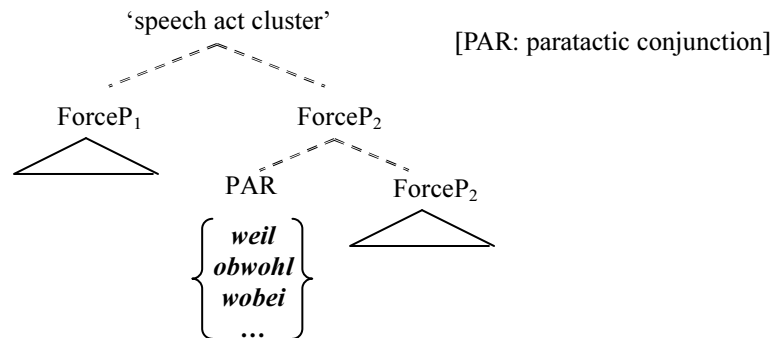 ‘speech act cluster’
[PAR: paratactic conjunction]
ForceP₁ ForceP₂
PAR ForceP₂
weil
obwohl
wobei
…